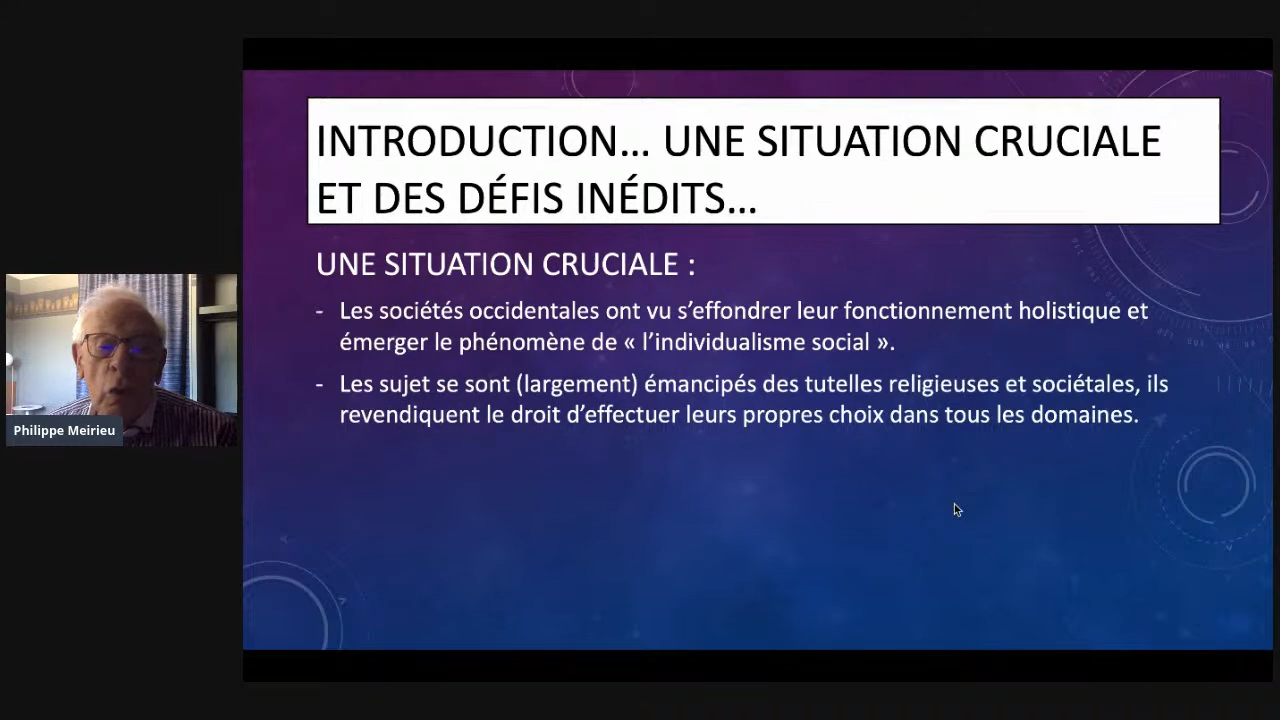 INTRODUCTION... UNE SITUATION CRUCIALE
ET DES DÉFIS INÉDITS...
UNE SITUATION CRUCIALE :
- Les sociétés occidentales ont vu s’effondrer leur fonctionnement holistique et
émerger le phénomène de « l’individualisme social ».
- Les sujet se sont (largement) émancipés des tutelles religieuses et sociétales, ils
revendiquent le droit d’effectuer leurs propres choix dans tous les domaines.
Philippe Meirieu